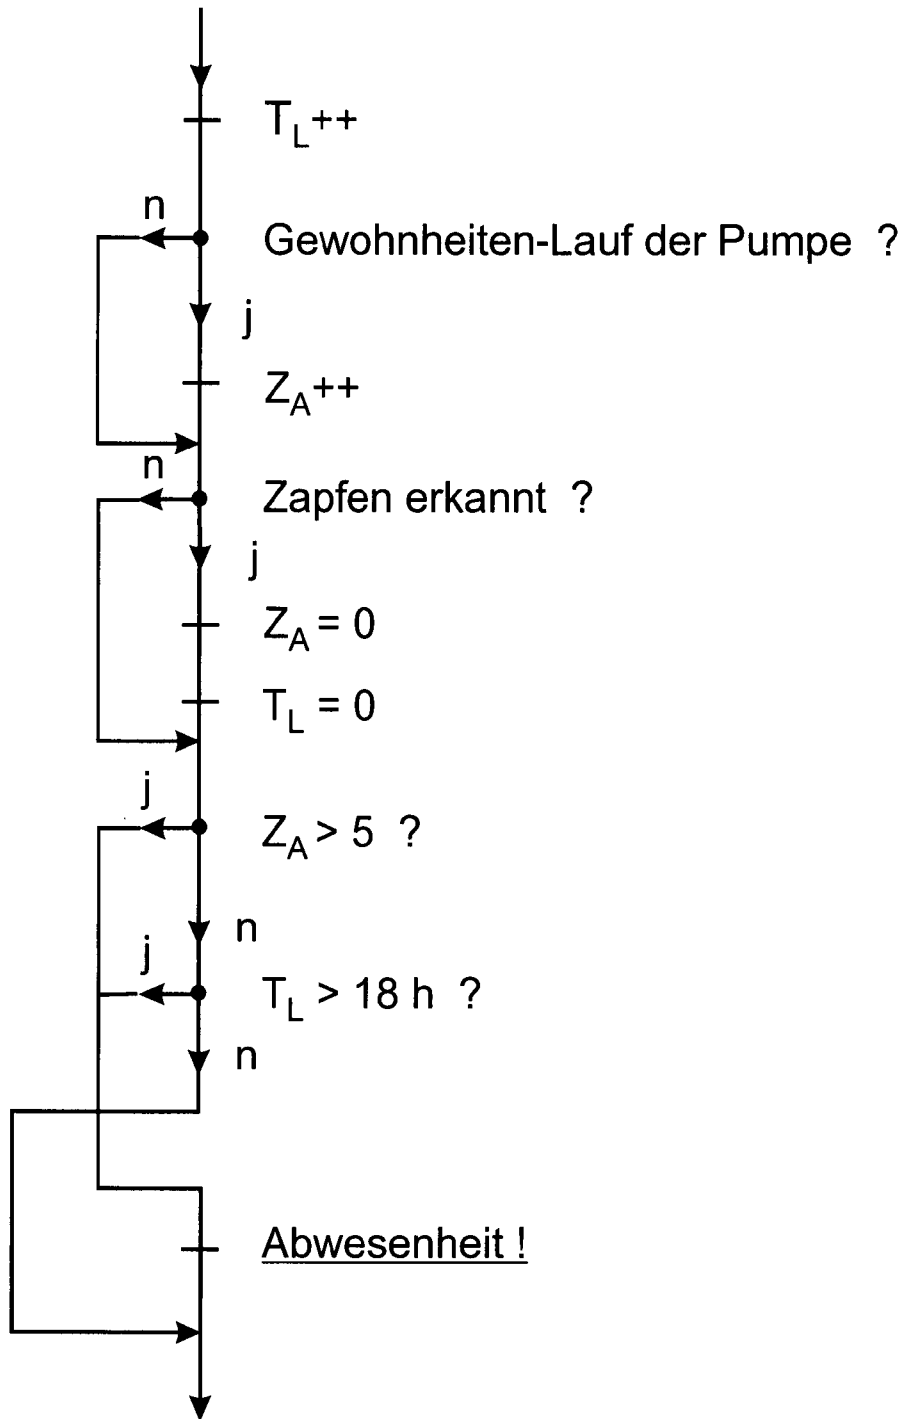 T_L++
n
Gewohnheiten-Lauf der Pumpe ?
j
Z_A++
n
Zapfen erkannt ?
j
Z_A = 0
T_L = 0
j
Z_A > 5 ?
n
j
T_L > 18 h ?
n
Abwesenheit !